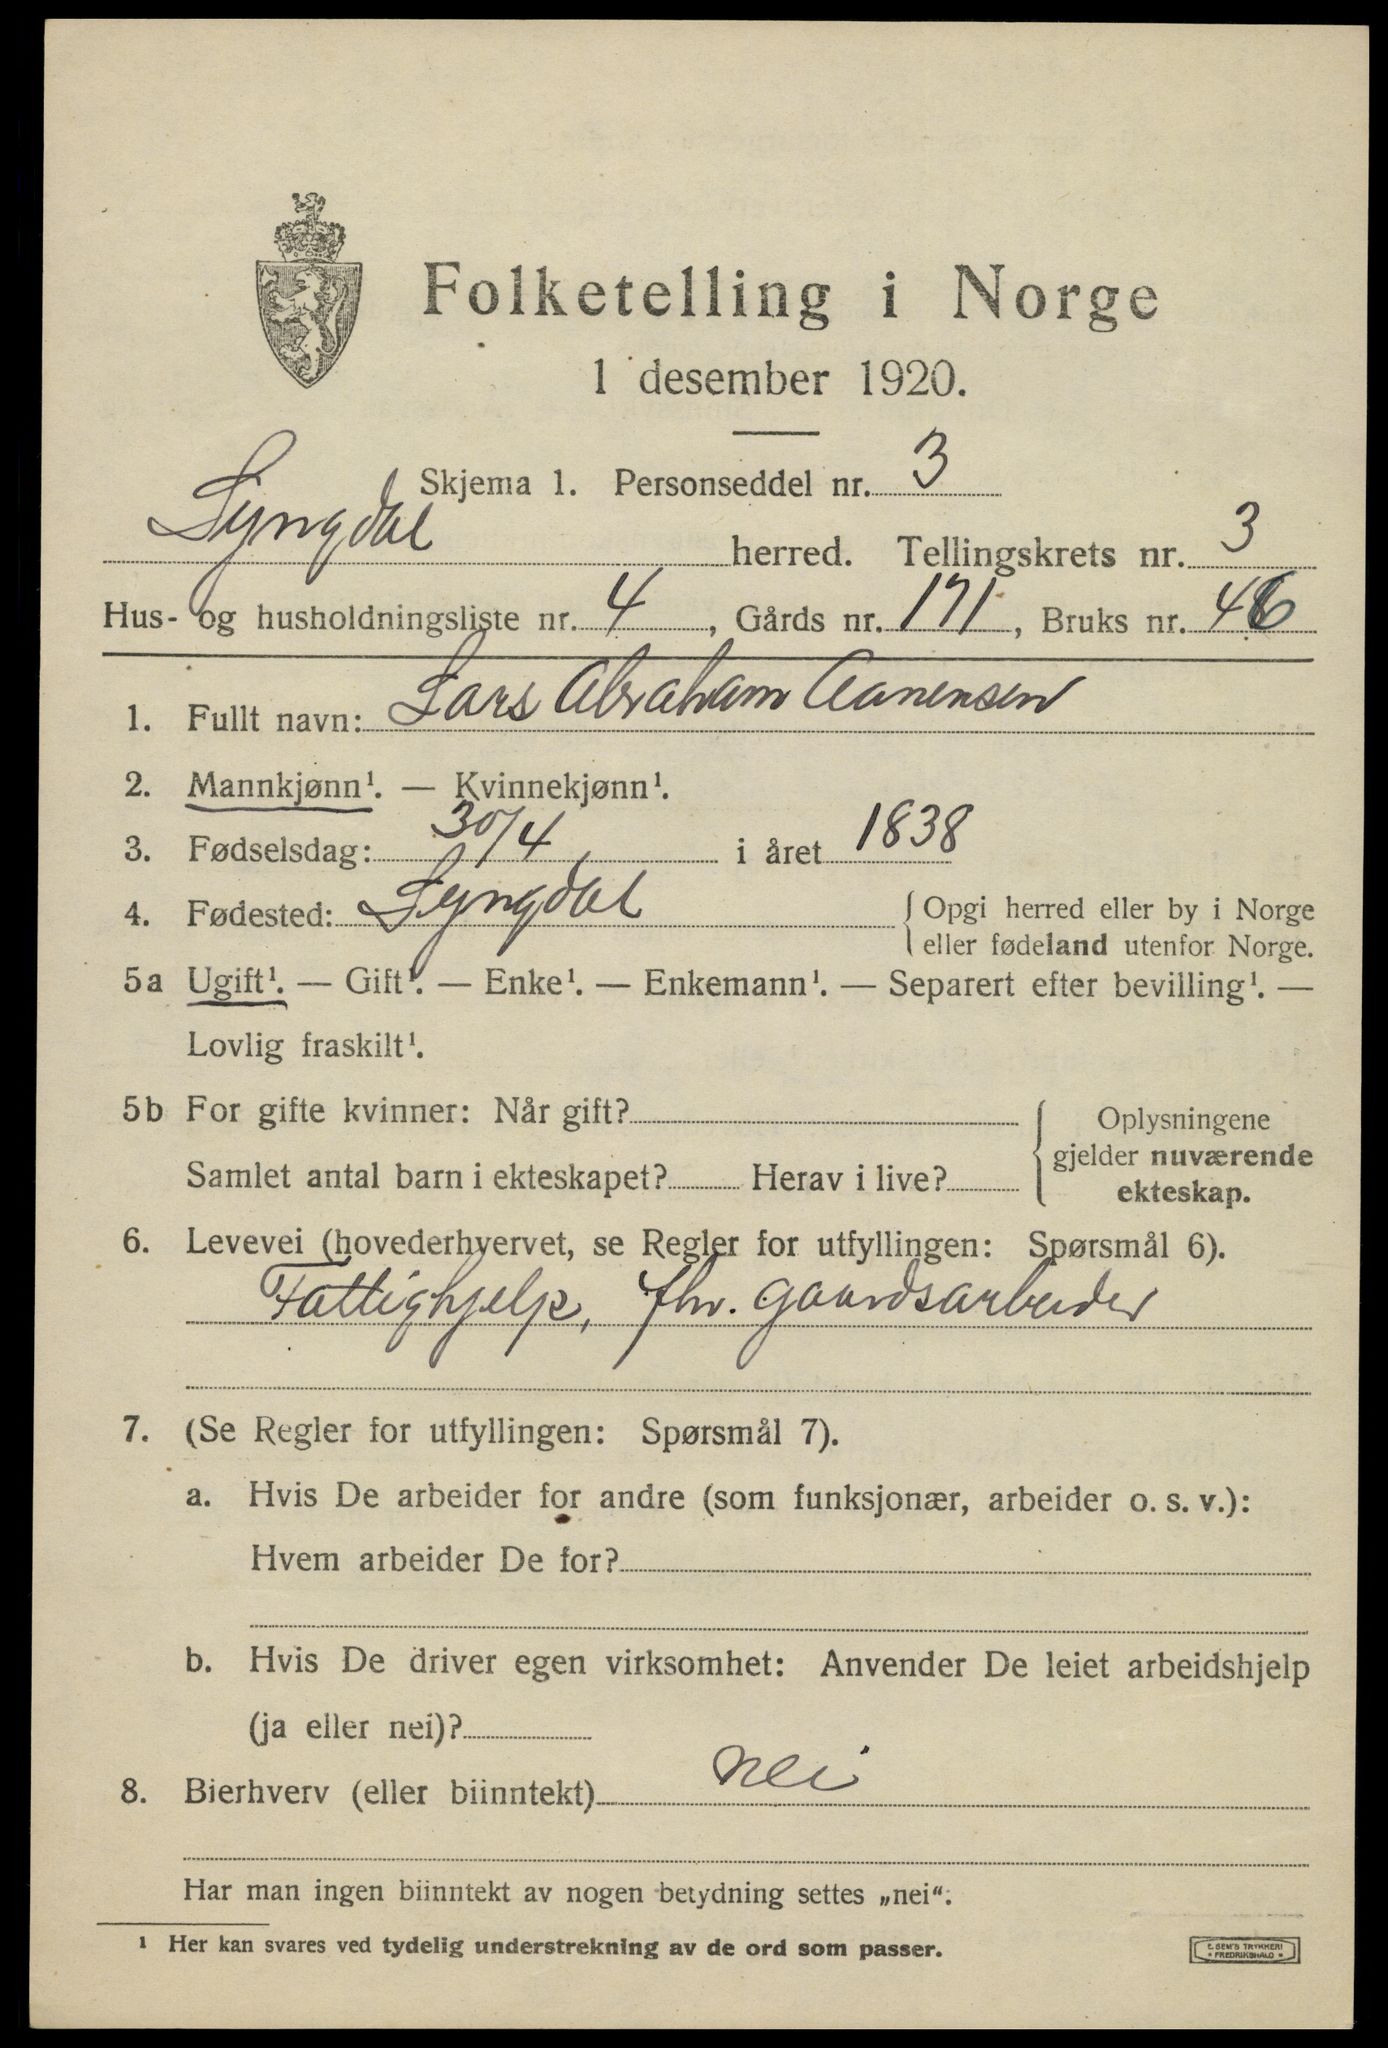 Folketelling i Norge
1 desember 1920.
Skjema 1. Personseddel nr. 3
Lyngdal herred. Tellingskrets nr. 3
Hus- og husholdningsliste nr. 4, Gårds nr. 171, Bruks nr. 46
1. Fullt navn: Lars Abraham Aanensen
2. Mannkjønn¹. — Kvinnekjønn¹.
3. Fødselsdag: 30/4 i året 1838
4. Fødested: Lyngdal {Opgi herred eller by i Norge
eller fødeland utenfor Norge.
5a Ugift¹. — Gift¹. — Enke¹. — Enkemann¹. — Separert efter bevilling¹. —
Lovlig fraskilt¹.
5b For gifte kvinner: Når gift? { Oplysningene
gjelder nuværende
Samlet antal barn i ekteskapet? Herav i live? ekteskap.
6. Levevei (hovederhvervet, se Regler for utfyllingen: Spørsmål 6).
Fattighjelp, fhv. gaardsarbeider
7. (Se Regler for utfyllingen: Spørsmål 7).
a. Hvis De arbeider for andre (som funksjonær, arbeider o. s. v.):
Hvem arbeider De for?
b. Hvis De driver egen virksomhet: Anvender De leiet arbeidshjelp
(ja eller nei)?
8. Bierhverv (eller biinntekt) nei
Har man ingen biinntekt av nogen betydning settes „nei“.
¹ Her kan svares ved tydelig understrekning av de ord som passer.
E. SEM'S TRYKKERI
• FREDRIKSHALD •